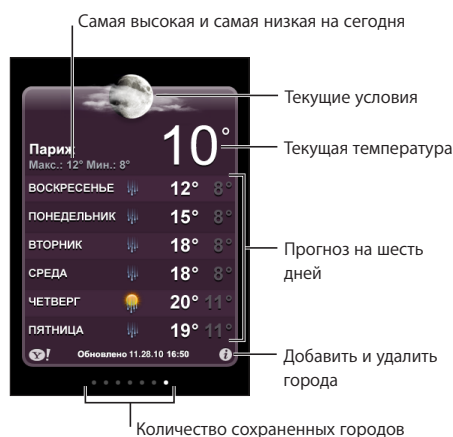 Самая высокая и самая низкая на сегодня
Текущие условия
Париж
Макс.: 12° Мин.: 8°
10°
Текущая температура
ВОСКРЕСЕНЬЕ 12° 8°
ПОНЕДЕЛЬНИК 15° 8°
ВТОРНИК 18° 8°
СРЕДА 18° 8°
ЧЕТВЕРГ 20° 11°
ПЯТНИЦА 19° 11°
Прогноз на шесть
дней
Y! Обновлено 11.28.10 16:50 i
Добавить и удалить
города
Количество сохраненных городов